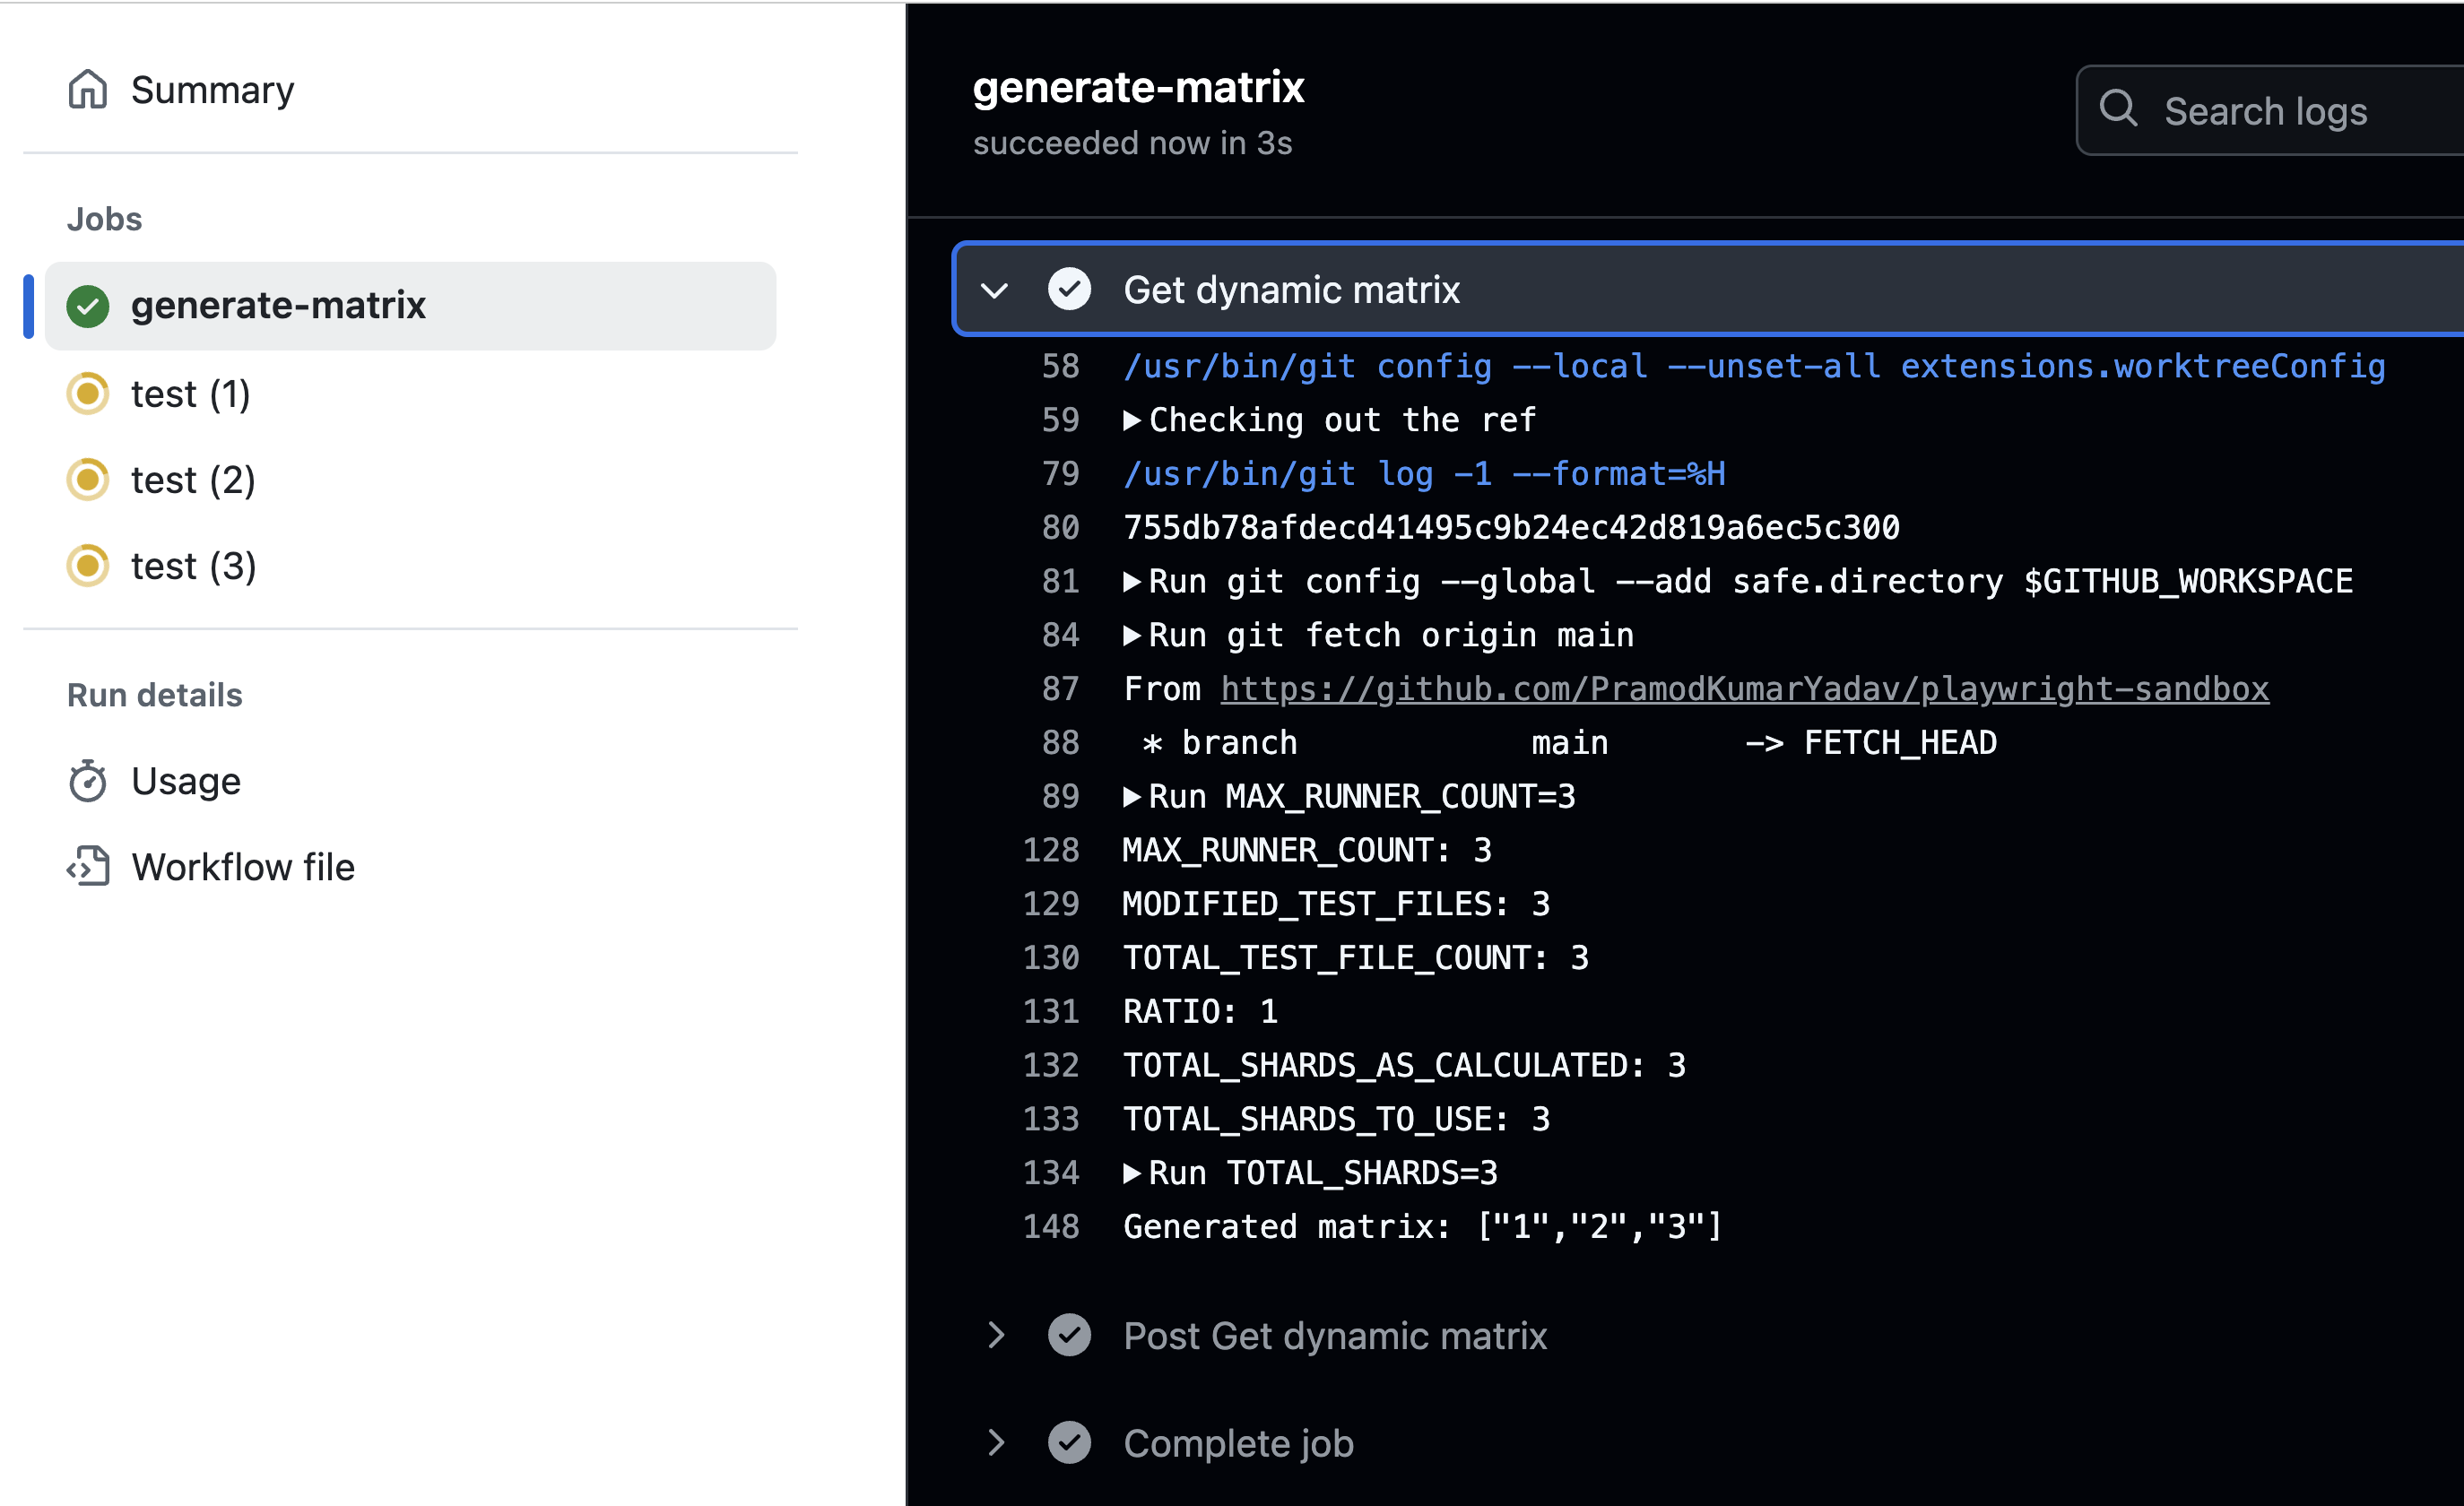 Summary
Jobs
generate-matrix
test (1)
test (2)
test (3)
Run details
Usage
Workflow file
generate-matrix
succeeded now in 3s
Search logs
Get dynamic matrix
58 /usr/bin/git config --local --unset-all extensions.worktreeConfig
59 ▶Checking out the ref
79 /usr/bin/git log -1 --format=%H
80 755db78afdecd41495c9b24ec42d819a6ec5c300
81 ▶Run git config --global --add safe.directory $GITHUB_WORKSPACE
84 ▶Run git fetch origin main
87 From https://github.com/PramodKumarYadav/playwright-sandbox
88  * branch            main       -> FETCH_HEAD
89 ▶Run MAX_RUNNER_COUNT=3
128 MAX_RUNNER_COUNT: 3
129 MODIFIED_TEST_FILES: 3
130 TOTAL_TEST_FILE_COUNT: 3
131 RATIO: 1
132 TOTAL_SHARDS_AS_CALCULATED: 3
133 TOTAL_SHARDS_TO_USE: 3
134 ▶Run TOTAL_SHARDS=3
148 Generated matrix: ["1","2","3"]
Post Get dynamic matrix
Complete job